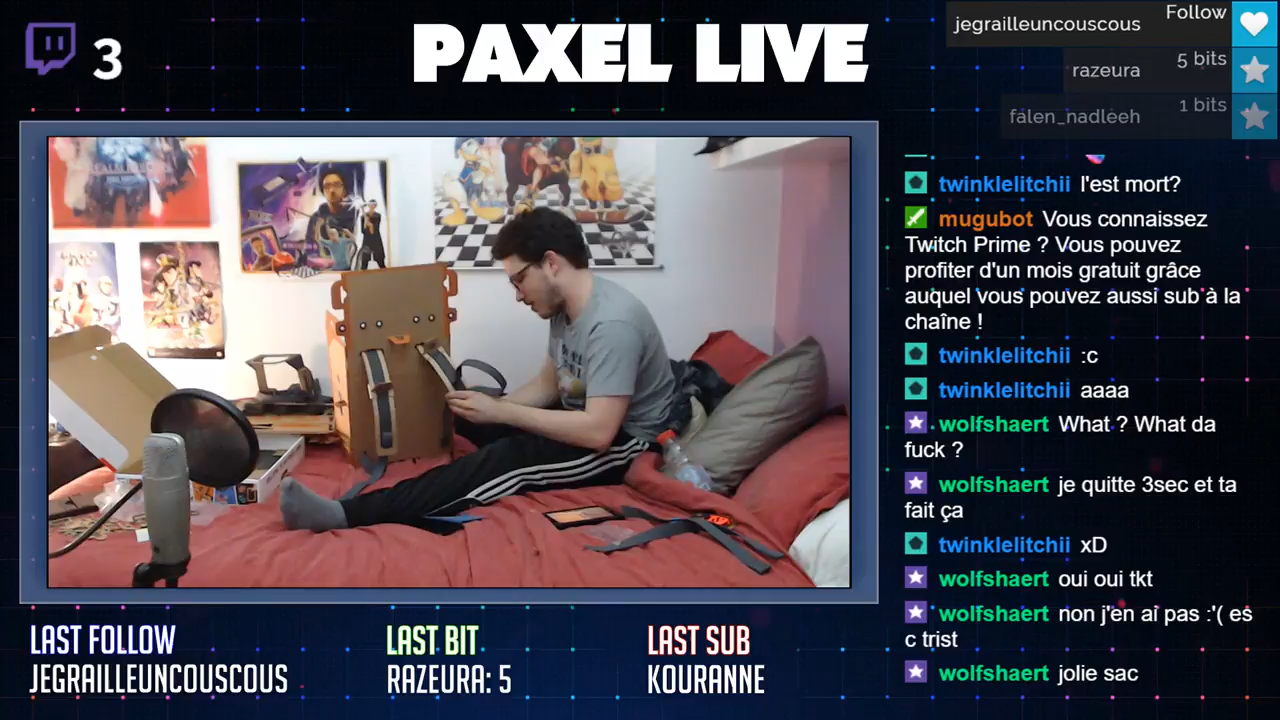 3
PAXEL LIVE
jegrailleuncouscous Follow
razeura 5 bits
falen_nadleeh 1 bits
twinklelitchii l'est mort?
mugubot Vous connaissez
Twitch Prime ? Vous pouvez
profiter d'un mois gratuit grâce
auquel vous pouvez aussi sub à la
chaîne !
twinklelitchii :c
twinklelitchii aaaa
wolfshaert What ? What da
fuck ?
wolfshaert je quitte 3sec et ta
fait ça
twinklelitchii xD
wolfshaert oui oui tkt
wolfshaert non j'en ai pas :'( es
c trist
wolfshaert jolie sac
LAST FOLLOW
JEGRAILLEUNCOUSCOUS
LAST BIT
RAZEURA: 5
LAST SUB
KOURANNE